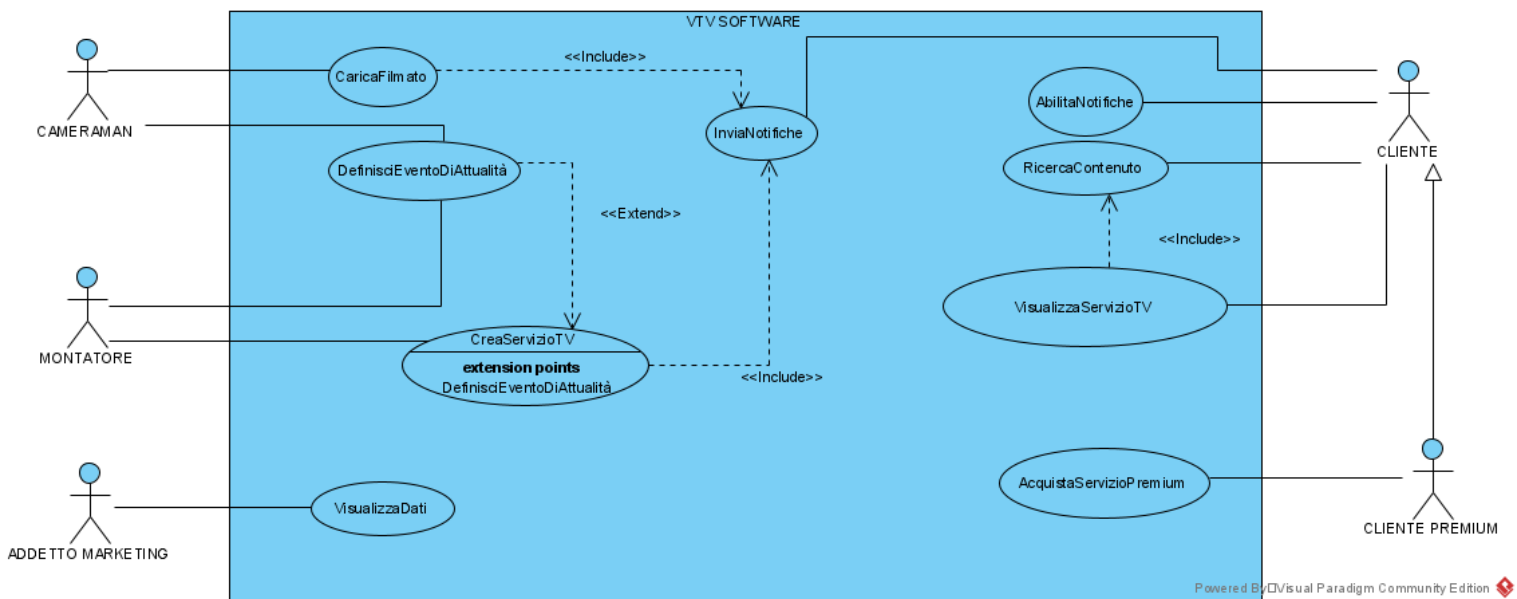 VTV SOFTWARE
CaricaFilmato
<<Include>>
CAMERAMAN
InviaNotifiche
AbilitaNotifiche
CLIENTE
DefinisciEventoDiAttualità
RicercaContenuto
<<Extend>>
<<Include>>
VisualizzaServizioTV
MONTATORE
CreaServizioTV
extension points
DefinisciEventoDiAttualità
<<Include>>
AcquistaServizioPremium
VisualizzaDati
CLIENTE PREMIUM
ADDETTO MARKETING
Powered By Visual Paradigm Community Edition